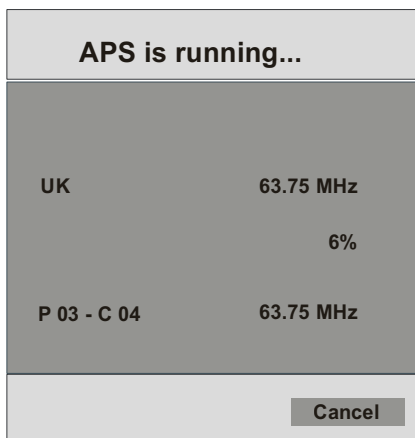 APS is running...
UK 63.75 MHz
6%
P 03 - C 04 63.75 MHz
Cancel